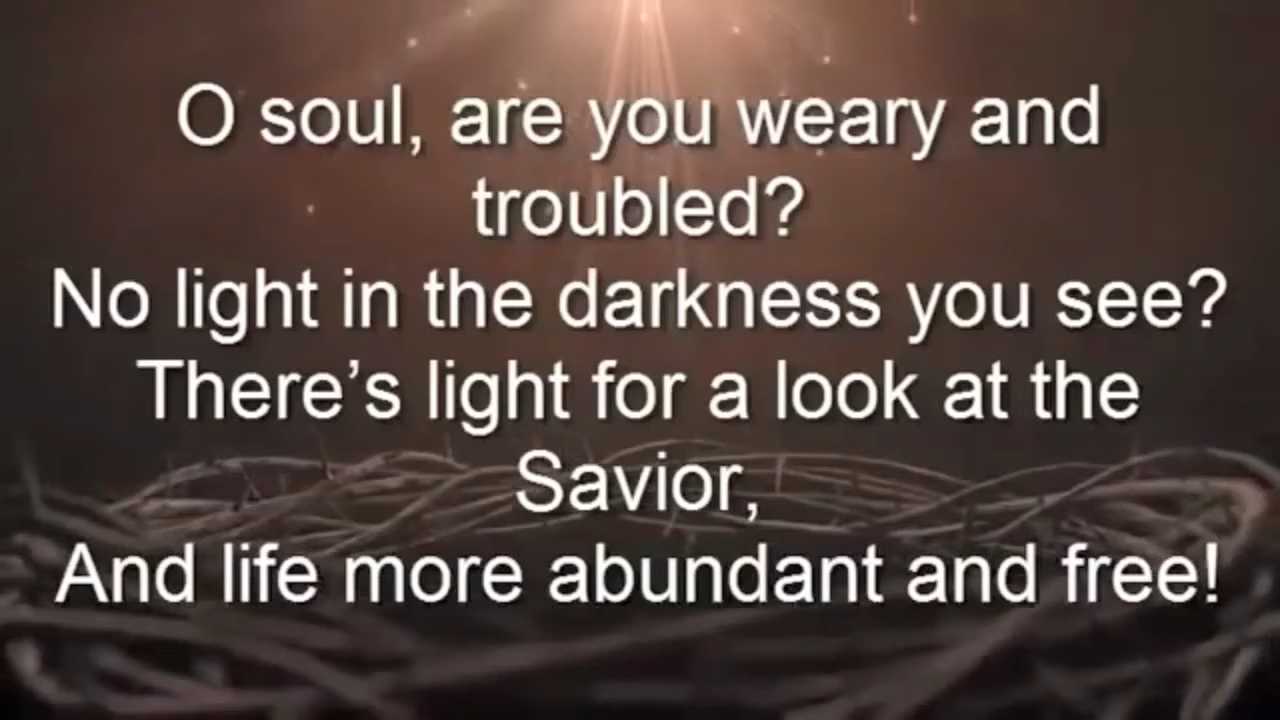 O soul, are you weary and
troubled?
No light in the darkness you see?
There’s light for a look at the
Savior,
And life more abundant and free!